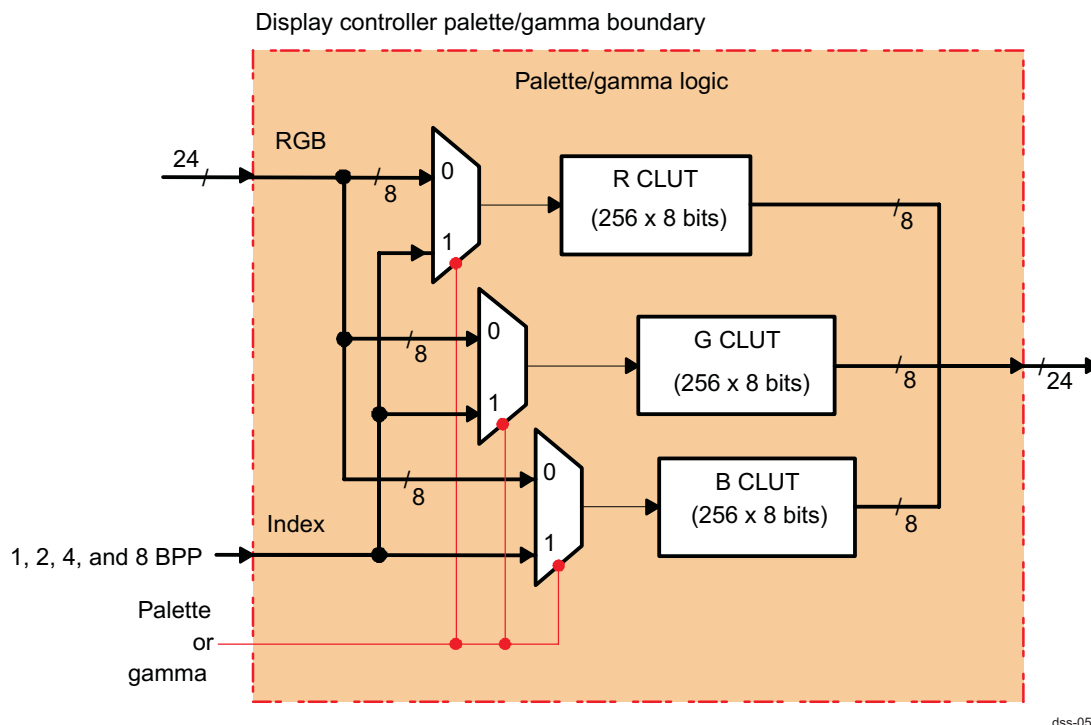 Display controller palette/gamma boundary
Palette/gamma logic
RGB
24
8
0
1
R CLUT
(256 x 8 bits)
8
0
8
1
G CLUT
(256 x 8 bits)
8
24
0
8
1
B CLUT
(256 x 8 bits)
8
Index
1, 2, 4, and 8 BPP
Palette
or
gamma